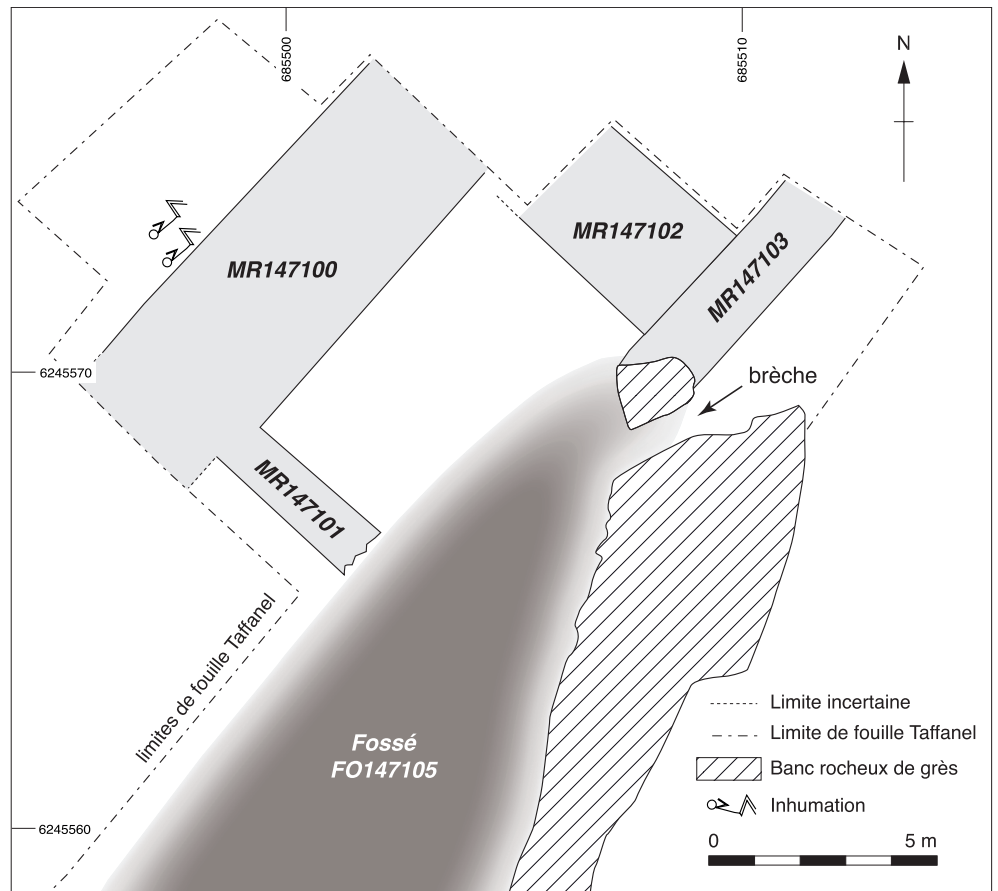 685500
685510
N
MR147102
MR147100
MR147103
6245570
brèche
MR147101
limites de fouille Taffanel
Limite incertaine
Limite de fouille Taffanel
Fossé
FO147105
Banc rocheux de grès
Inhumation
6245560
0 5 m